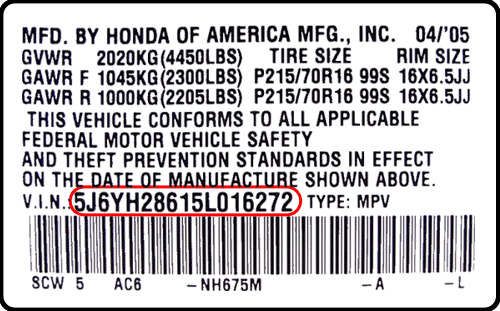 MFD. BY HONDA OF AMERICA MFG., INC. 04/'05
GVWR 2020KG(4450LBS) TIRE SIZE RIM SIZE
GAWR F 1045KG(2300LBS) P215/70R16 99S 16X6.5JJ
GAWR R 1000KG(2205LBS) P215/70R16 99S 16X6.5JJ
THIS VEHICLE CONFORMS TO ALL APPLICABLE
FEDERAL MOTOR VEHICLE SAFETY
AND THEFT PREVENTION STANDARDS IN EFFECT
ON THE DATE OF MANUFACTURE SHOWN ABOVE.
V.I.N.: 5J6YH28615L016272 TYPE: MPV
SCW 5 AC6 -NH675M -A -L